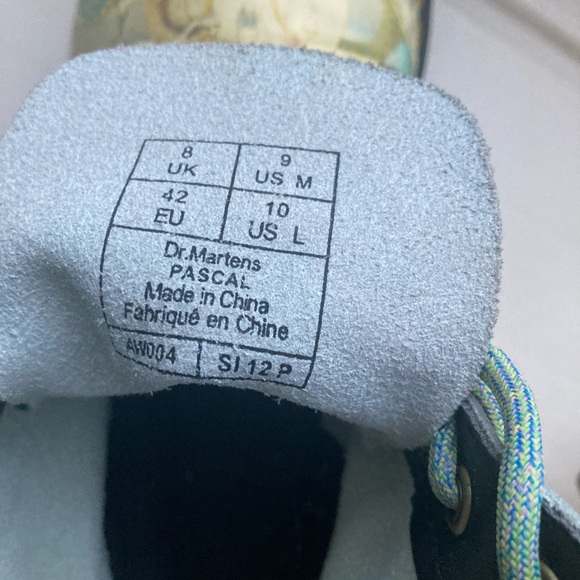 8 UK
9 US M
42 EU
10 US L
Dr.Martens
PASCAL
Made in China
Fabriqué en Chine
AW004
SI 12 P